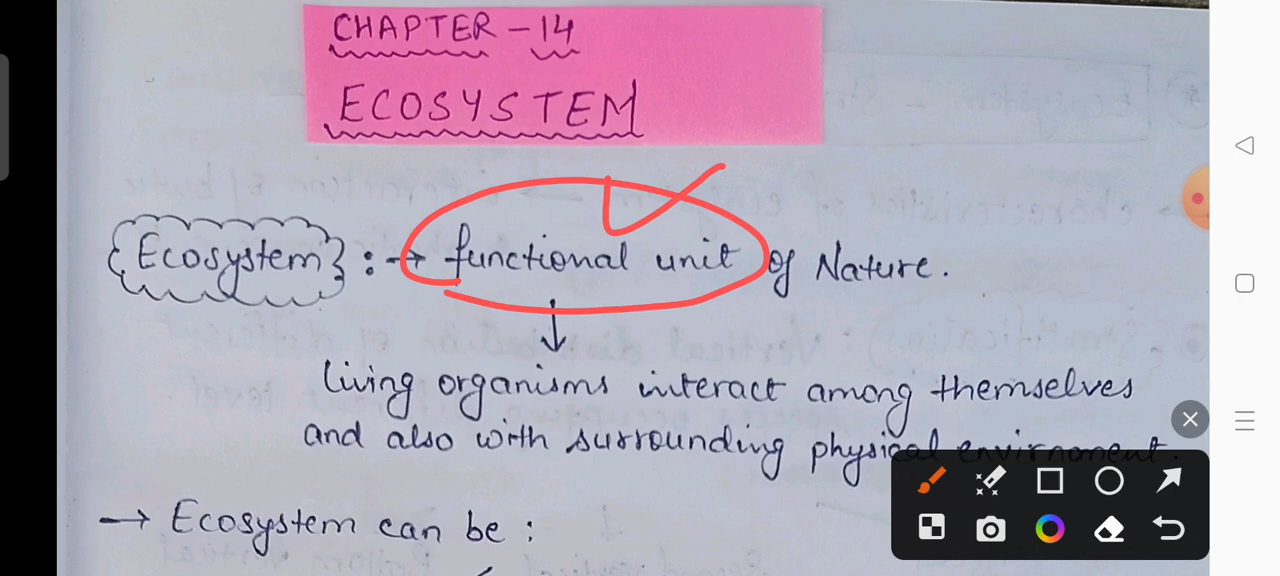 CHAPTER - 14
ECOSYSTEM
Ecosystem : → functional unit of Nature.
↓
living organisms interact among themselves
and also with surrounding physical envirnoment.
→ Ecosystem can be :